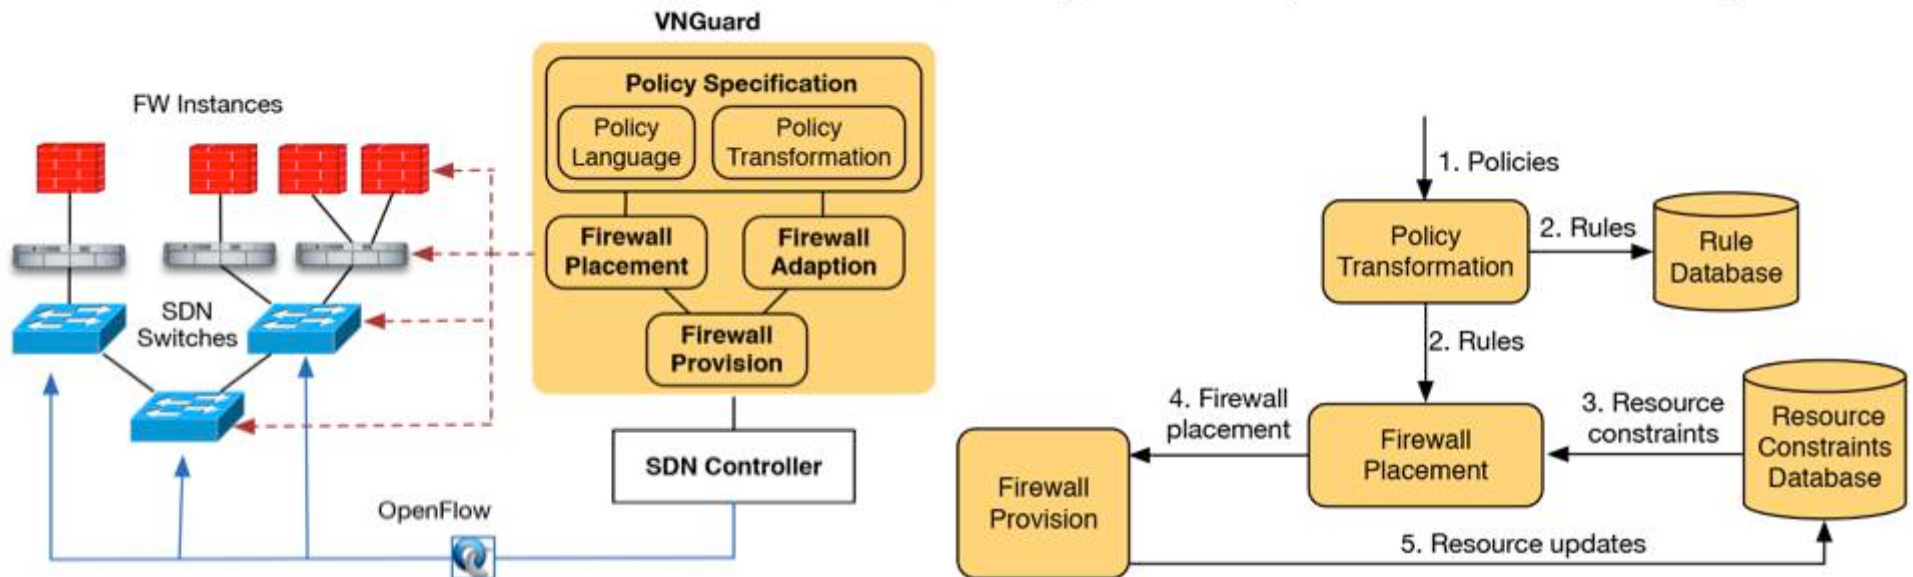 VNGuard
Policy Specification
FW Instances
Policy
Language
Policy
Transformation
Firewall
Placement
Firewall
Adaption
SDN
Switches
Firewall
Provision
SDN Controller
OpenFlow
1. Policies
Policy
Transformation
2. Rules
Rule
Database
2. Rules
4. Firewall
placement
Firewall
Placement
3. Resource
constraints
Resource
Constraints
Database
Firewall
Provision
5. Resource updates